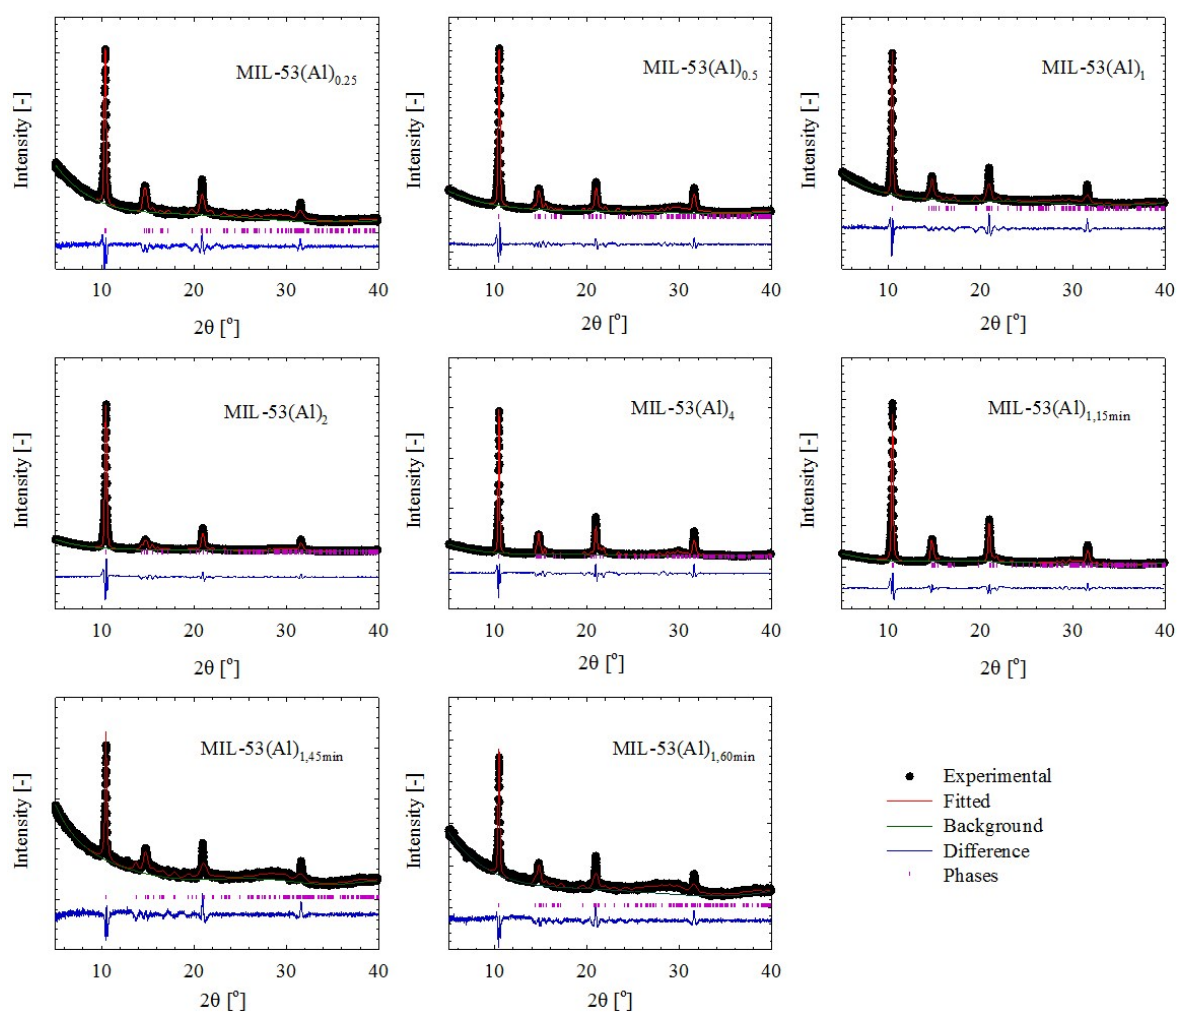 MIL-53(Al)0.25
Intensity [-]
10 20 30 40
2θ [o]
MIL-53(Al)0.5
Intensity [-]
10 20 30 40
2θ [o]
MIL-53(Al)1
Intensity [-]
10 20 30 40
2θ [o]
MIL-53(Al)2
Intensity [-]
10 20 30 40
2θ [o]
MIL-53(Al)4
Intensity [-]
10 20 30 40
2θ [o]
MIL-53(Al)1,15min
Intensity [-]
10 20 30 40
2θ [o]
MIL-53(Al)1,45min
Intensity [-]
10 20 30 40
2θ [o]
MIL-53(Al)1,60min
Intensity [-]
10 20 30 40
2θ [o]
Experimental
Fitted
Background
Difference
Phases